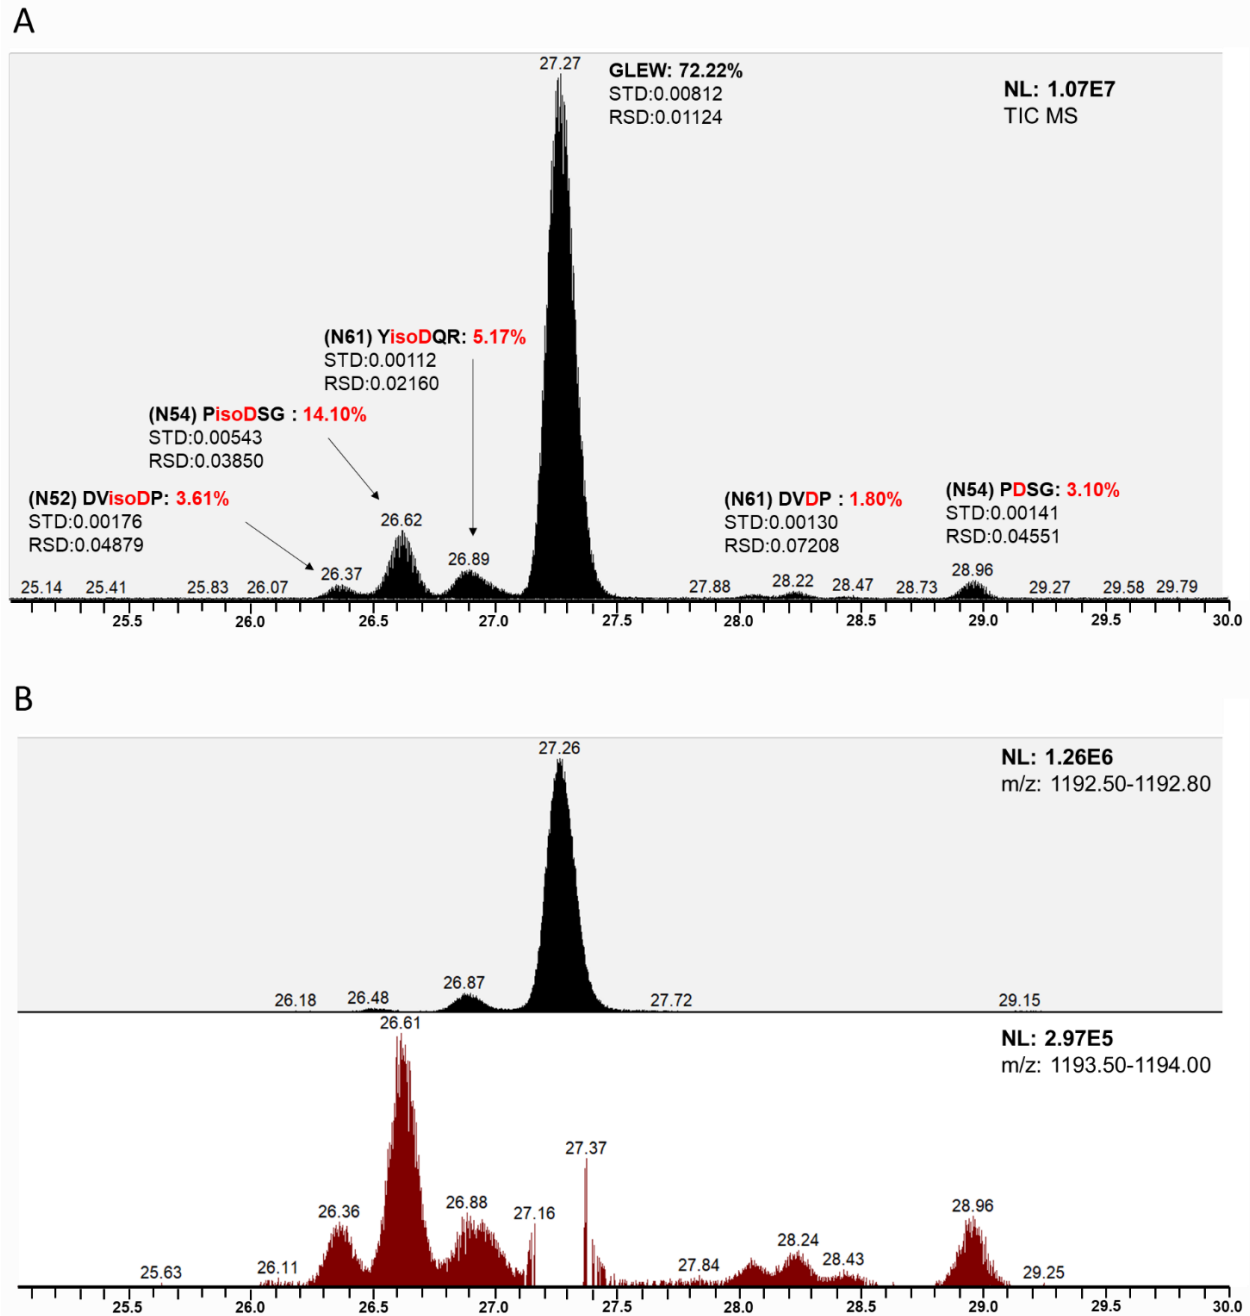 A
27.27
GLEW: 72.22%
STD:0.00812
RSD:0.01124
NL: 1.07E7
TIC MS
(N61) YisoDQR: 5.17%
STD:0.00112
RSD:0.02160
(N54) PisoDSG : 14.10%
STD:0.00543
RSD:0.03850
(N52) DVisoDP: 3.61%
STD:0.00176
RSD:0.04879
(N61) DVDP : 1.80%
STD:0.00130
RSD:0.07208
(N54) PDSG: 3.10%
STD:0.00141
RSD:0.04551
25.14 25.41 25.83 26.07 26.37 26.62 26.89 27.88 28.22 28.47 28.73 28.96 29.27 29.58 29.79
25.5 26.0 26.5 27.0 27.5 28.0 28.5 29.0 29.5 30.0
B
27.26
NL: 1.26E6
m/z: 1192.50-1192.80
26.18 26.48 26.87 27.72 29.15
26.61
NL: 2.97E5
m/z: 1193.50-1194.00
27.37
25.63 26.11 26.36 26.88 27.16 27.84 28.24 28.43 28.96 29.25
25.5 26.0 26.5 27.0 27.5 28.0 28.5 29.0 29.5 30.0